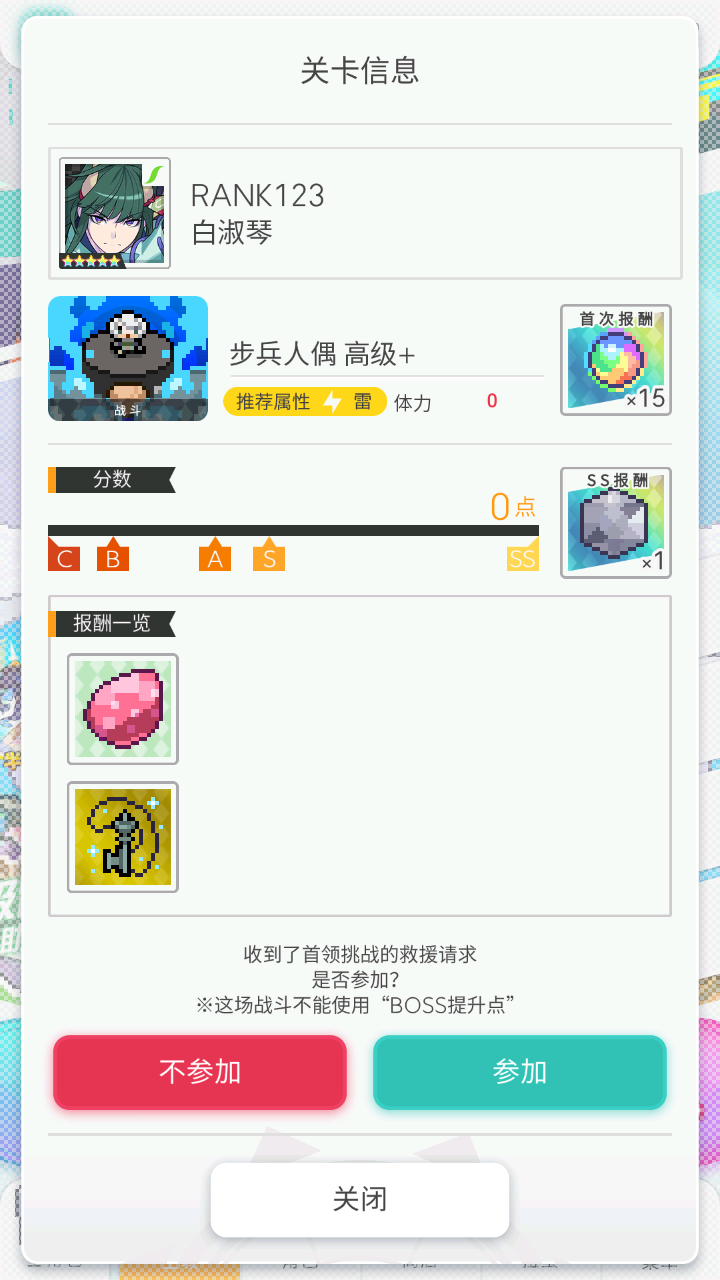 关卡信息
RANK123
白淑琴
战斗
步兵人偶 高级+
推荐属性 雷 体力 0
首次报酬
×15
分数
0点
C B A S SS
SS报酬
×1
报酬一览
收到了首领挑战的救援请求
是否参加?
※这场战斗不能使用“BOSS提升点”
不参加 参加
关闭